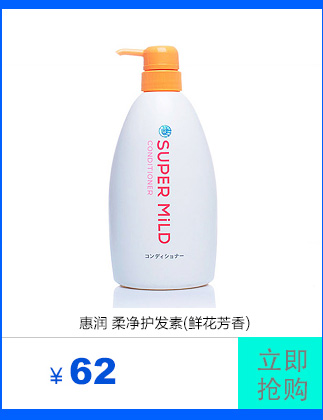 SUPER MiLD
CONDITIONER
コンディショナー
惠润 柔净护发素(鲜花芳香)
¥ 62
立即
抢购